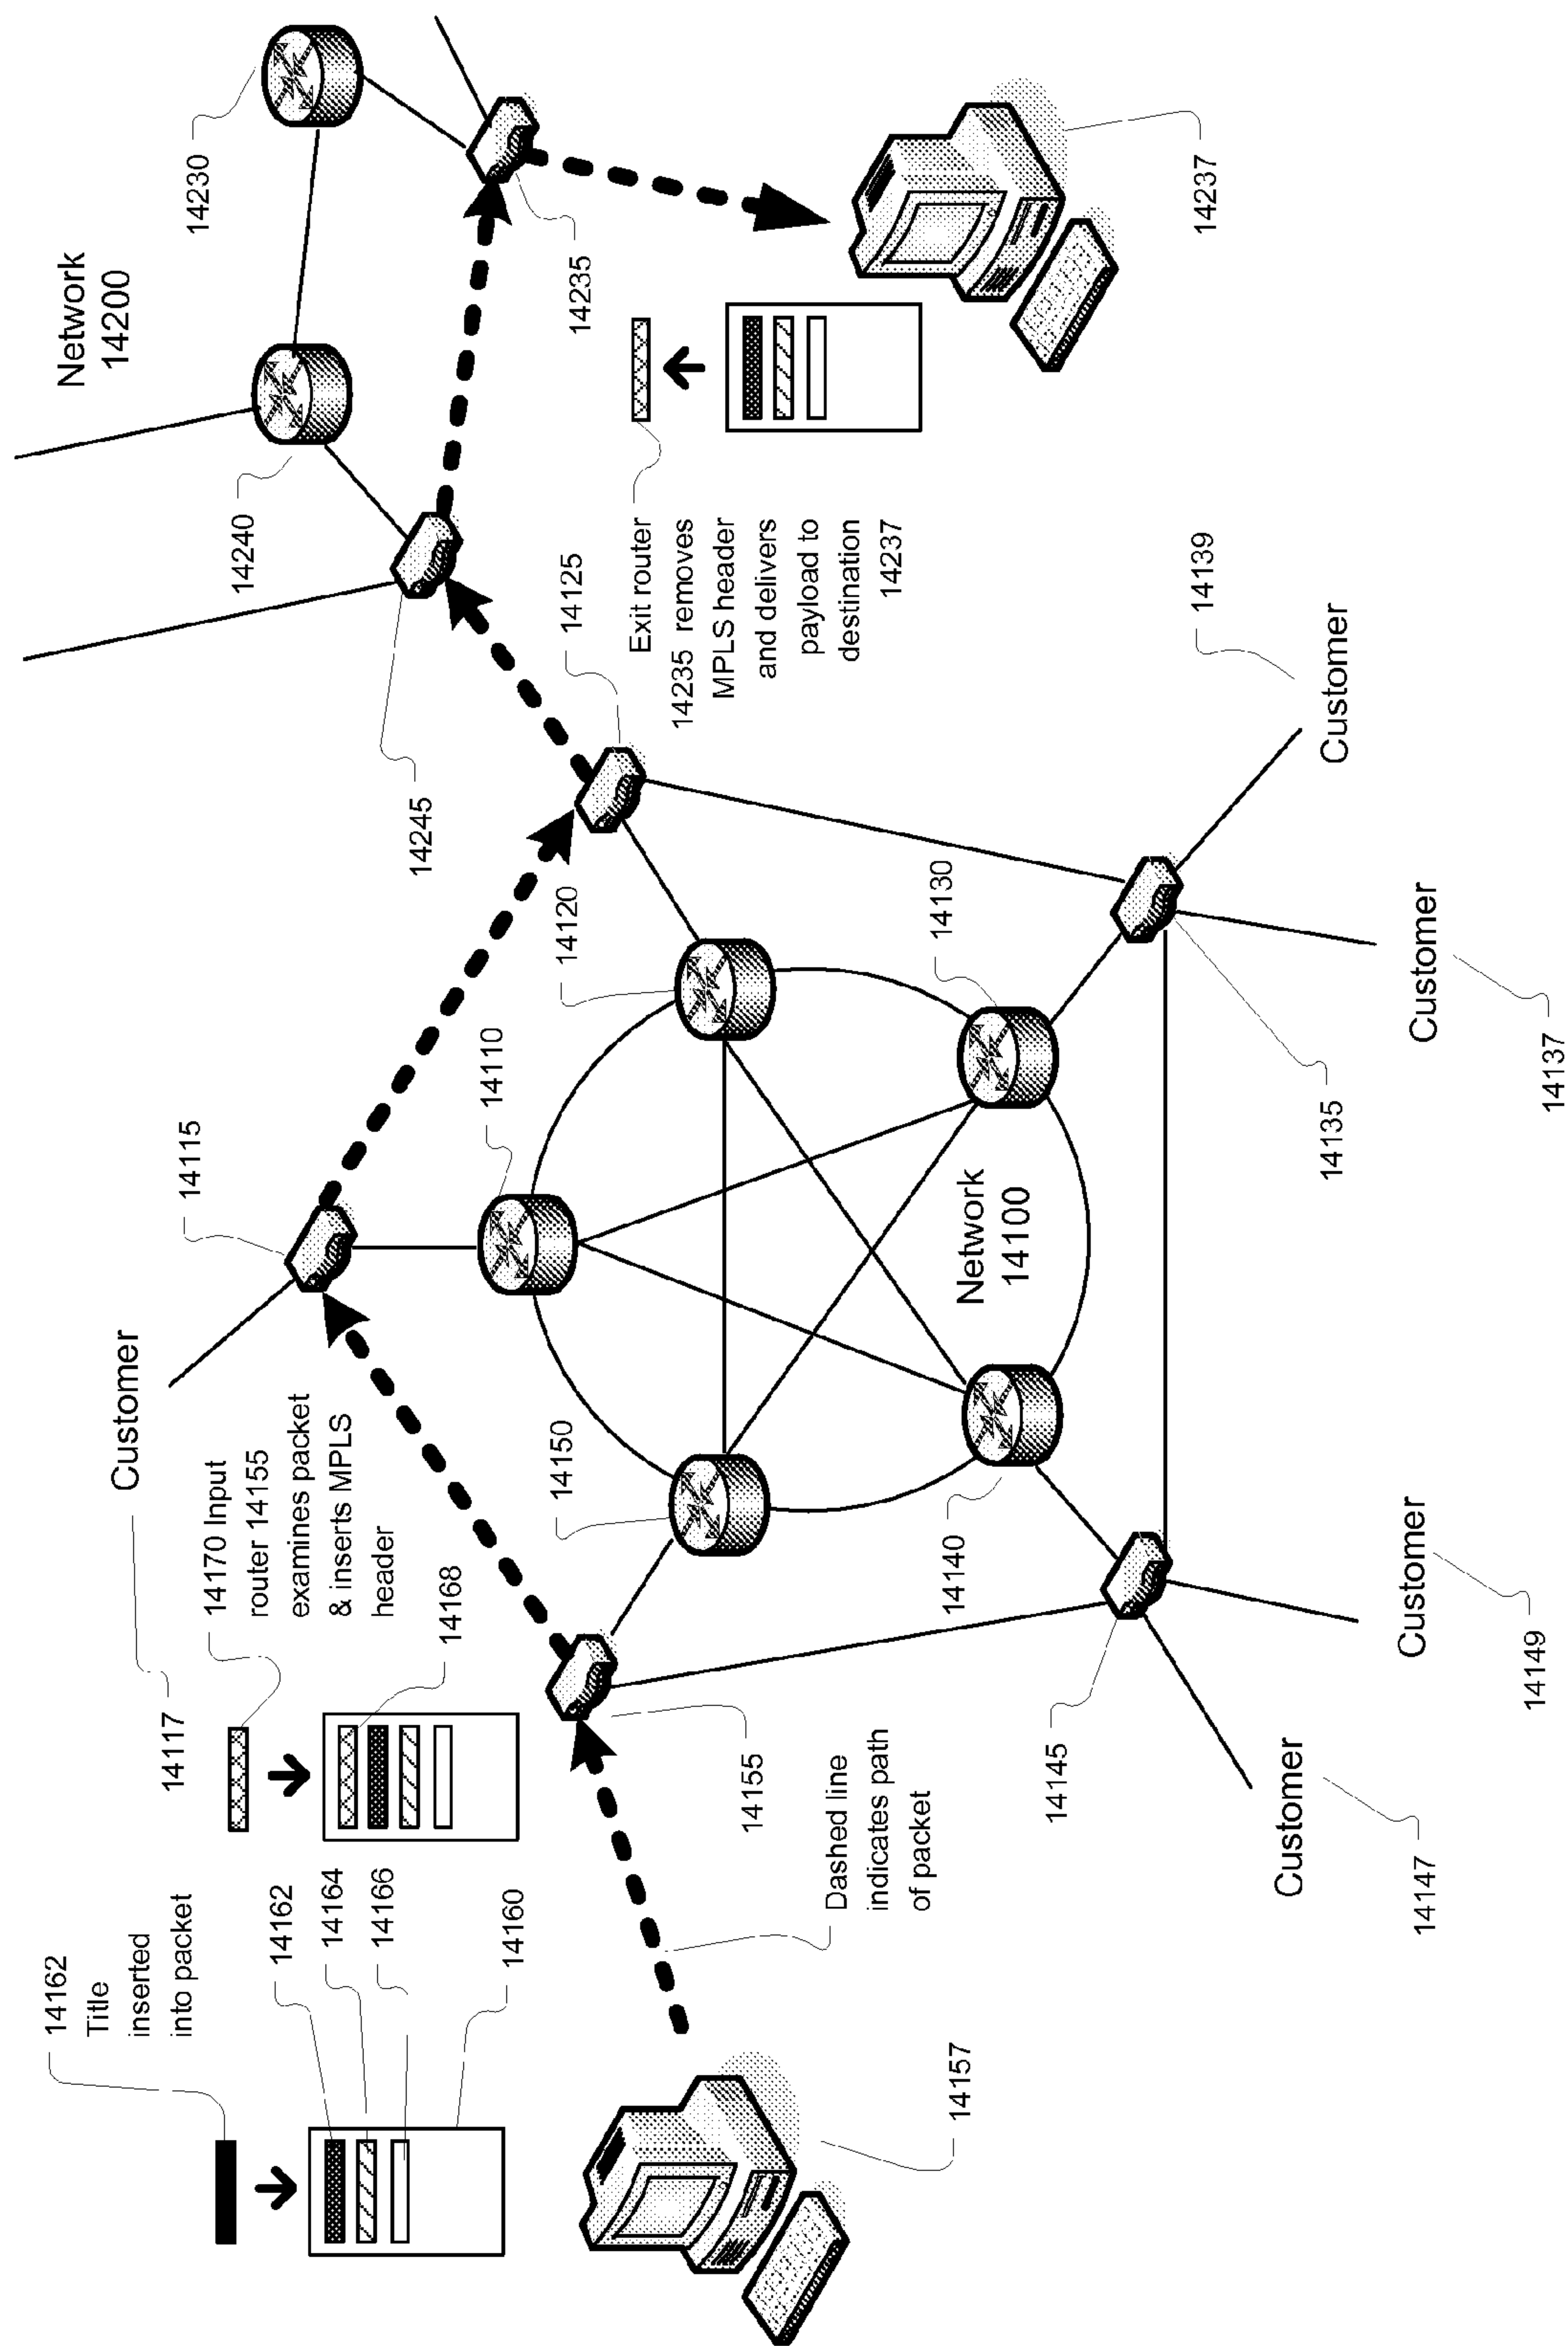 14162
Title
inserted
into packet
14162
14164
14166
14160
14157
Dashed line
indicates path
of packet
14117
Customer
14170 Input
router 14155
examines packet
& inserts MPLS
header
14168
14155
14150
14145
14147
Customer
14149
Customer
14140
14115
14110
Network
14100
14120
14130
14135
14137
Customer
14139
Customer
14125
14245
Exit router
14235 removes
MPLS header
and delivers
payload to
destination
14237
14240
Network
14200
14230
14235
14237